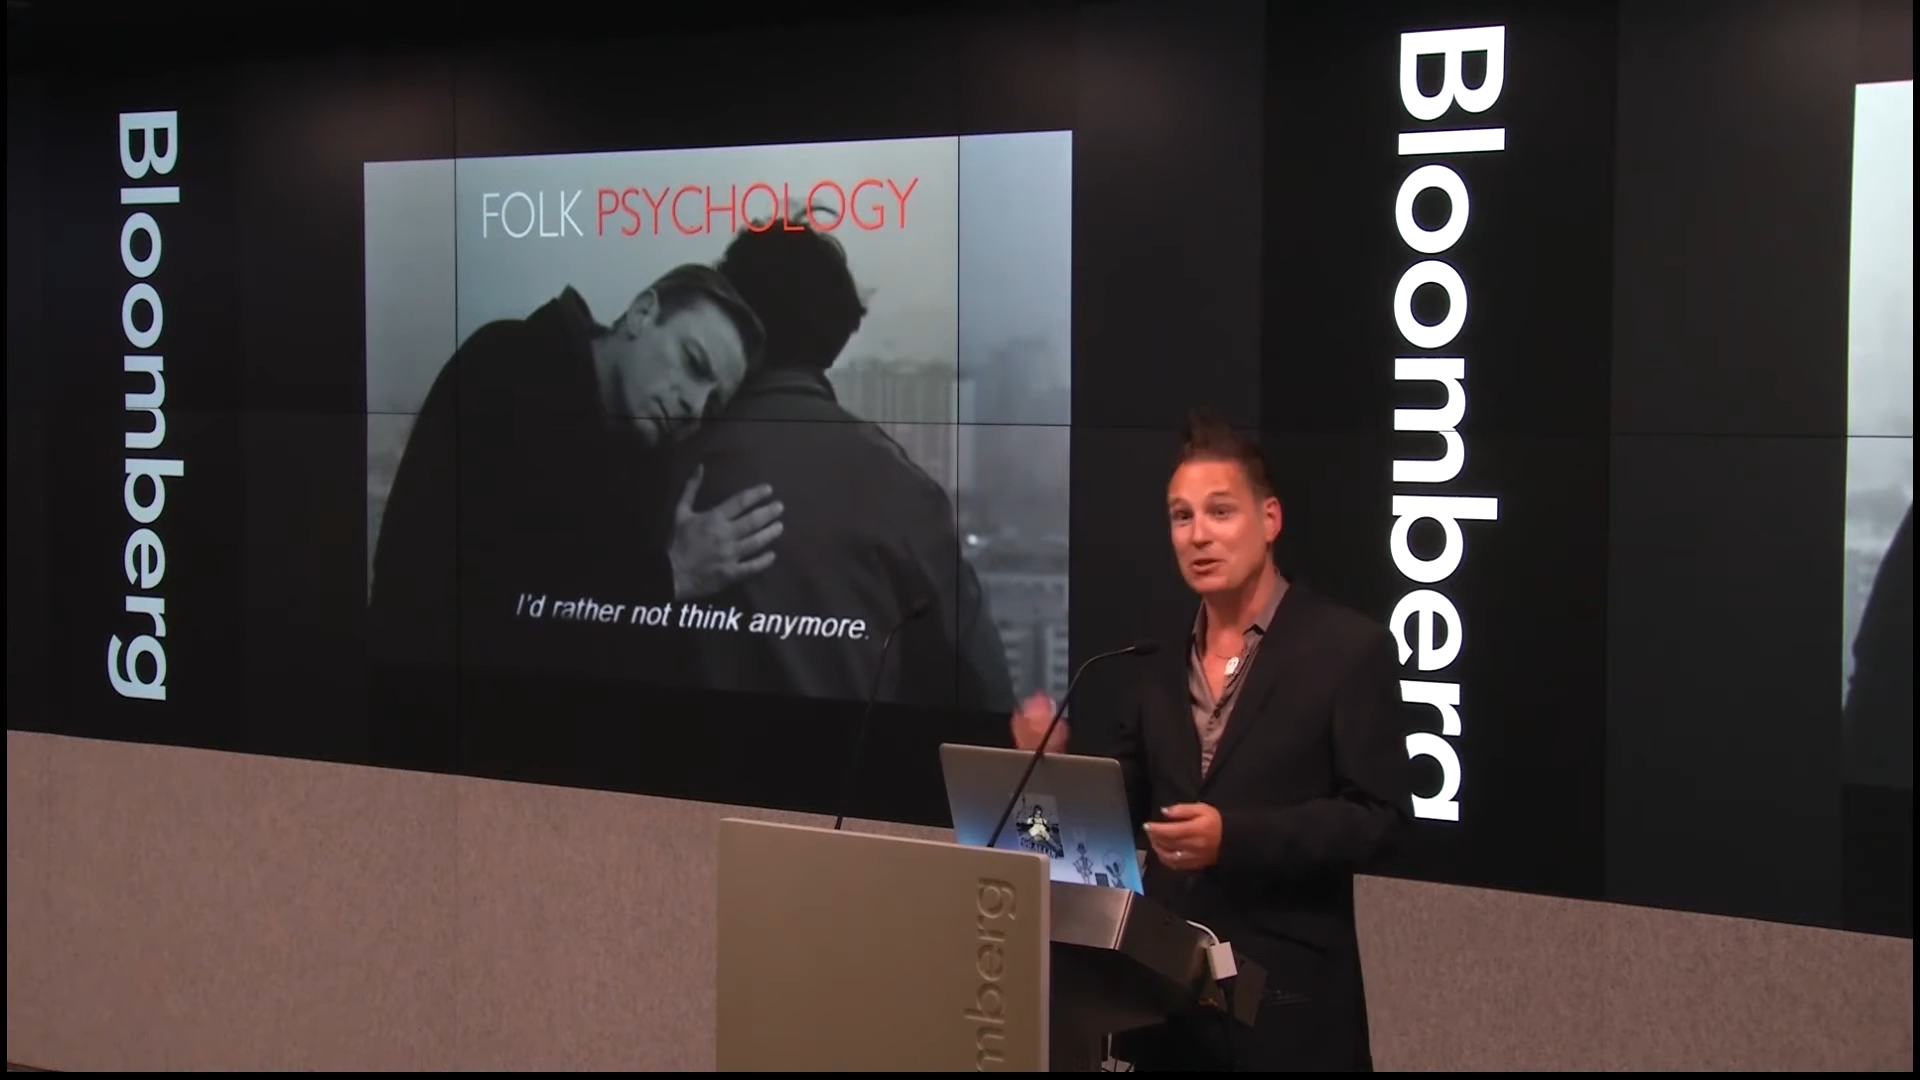 Bloomberg
FOLK PSYCHOLOGY
I'd rather not think anymore.
Bloomberg
mberg